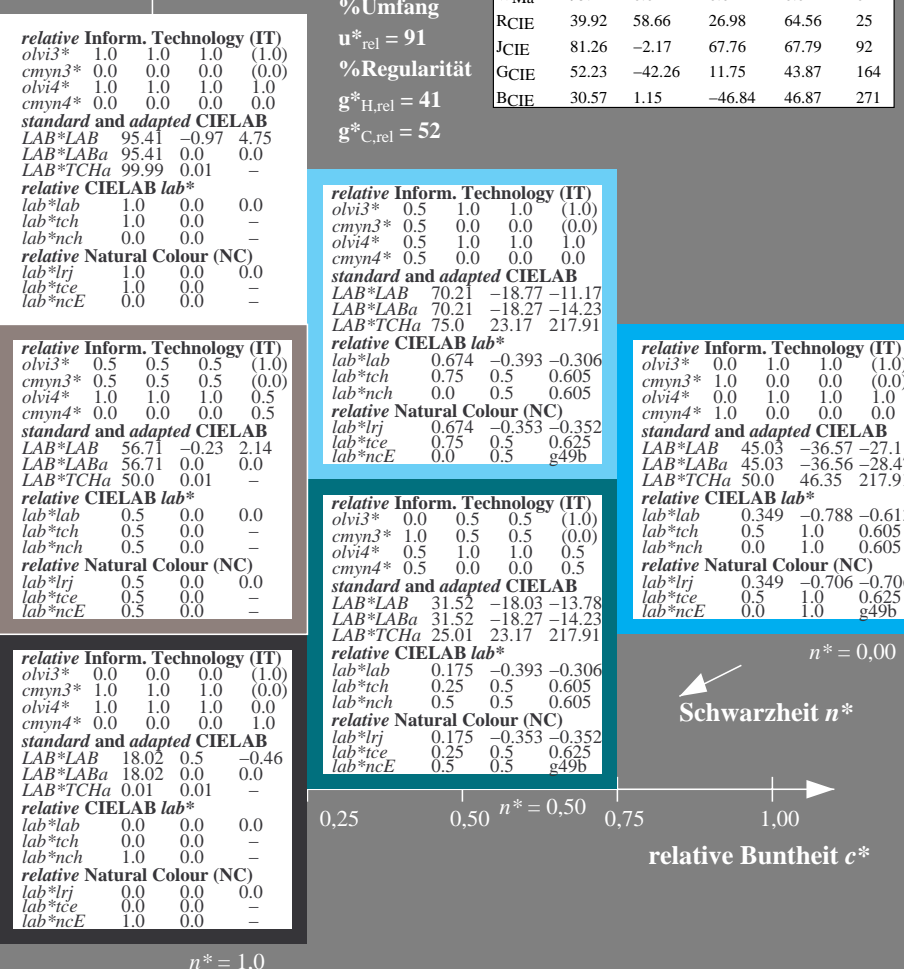 %Umfang
u*rel = 91
%Regularität
g*H,rel = 41
g*C,rel = 52
RCIE 39.92 58.66 26.98 64.56 25
JCIE 81.26 −2.17 67.76 67.79 92
GCIE 52.23 −42.26 11.75 43.87 164
BCIE 30.57 1.15 −46.84 46.87 271
relative Inform. Technology (IT)
olvi3* 1.0 1.0 1.0 (1.0)
cmyn3* 0.0 0.0 0.0 (0.0)
olvi4* 1.0 1.0 1.0 1.0
cmyn4* 0.0 0.0 0.0 0.0
standard and adapted CIELAB
LAB*LAB 95.41 −0.97 4.75
LAB*LABa 95.41 0.0 0.0
LAB*TCHa 99.99 0.01 –
relative CIELAB lab*
lab*lab 1.0 0.0 0.0
lab*tch 1.0 0.0 –
lab*nch 0.0 0.0 –
relative Natural Colour (NC)
lab*lrj 1.0 0.0 0.0
lab*tce 1.0 0.0 –
lab*ncE 0.0 0.0 –
relative Inform. Technology (IT)
olvi3* 0.5 1.0 1.0 (1.0)
cmyn3* 0.5 0.0 0.0 (0.0)
olvi4* 0.5 1.0 1.0 1.0
cmyn4* 0.5 0.0 0.0 0.0
standard and adapted CIELAB
LAB*LAB 70.21 −18.77 −11.17
LAB*LABa 70.21 −18.27 −14.23
LAB*TCHa 75.0 23.17 217.91
relative CIELAB lab*
lab*lab 0.674 −0.393 −0.306
lab*tch 0.75 0.5 0.605
lab*nch 0.0 0.5 0.605
relative Natural Colour (NC)
lab*lrj 0.674 −0.353 −0.352
lab*tce 0.75 0.5 0.625
lab*ncE 0.0 0.5 g49b
relative Inform. Technology (IT)
olvi3* 0.5 0.5 0.5 (1.0)
cmyn3* 0.5 0.5 0.5 (0.0)
olvi4* 1.0 1.0 1.0 0.5
cmyn4* 0.0 0.0 0.0 0.5
standard and adapted CIELAB
LAB*LAB 56.71 −0.23 2.14
LAB*LABa 56.71 0.0 0.0
LAB*TCHa 50.0 0.01 –
relative CIELAB lab*
lab*lab 0.5 0.0 0.0
lab*tch 0.5 0.0 –
lab*nch 0.5 0.0 –
relative Natural Colour (NC)
lab*lrj 0.5 0.0 0.0
lab*tce 0.5 0.0 –
lab*ncE 0.5 0.0 –
relative Inform. Technology (IT)
olvi3* 0.0 1.0 1.0 (1.0
cmyn3* 1.0 0.0 0.0 (0.0
olvi4* 0.0 1.0 1.0 1.0
cmyn4* 1.0 0.0 0.0 0.0
standard and adapted CIELAB
LAB*LAB 45.03 −36.57 −27.1
LAB*LABa 45.03 −36.56 −28.4
LAB*TCHa 50.0 46.35 217.9
relative CIELAB lab*
lab*lab 0.349 −0.788 −0.61
lab*tch 0.5 1.0 0.605
lab*nch 0.0 1.0 0.605
relative Natural Colour (NC)
lab*lrj 0.349 −0.706 −0.70
lab*tce 0.5 1.0 0.625
lab*ncE 0.0 1.0 g49b
relative Inform. Technology (IT)
olvi3* 0.0 0.5 0.5 (1.0)
cmyn3* 1.0 0.5 0.5 (0.0)
olvi4* 0.5 1.0 1.0 0.5
cmyn4* 0.5 0.0 0.0 0.5
standard and adapted CIELAB
LAB*LAB 31.52 −18.03 −13.78
LAB*LABa 31.52 −18.27 −14.23
LAB*TCHa 25.01 23.17 217.91
relative CIELAB lab*
lab*lab 0.175 −0.393 −0.306
lab*tch 0.25 0.5 0.605
lab*nch 0.5 0.5 0.605
relative Natural Colour (NC)
lab*lrj 0.175 −0.353 −0.352
lab*tce 0.25 0.5 0.625
lab*ncE 0.5 0.5 g49b
relative Inform. Technology (IT)
olvi3* 0.0 0.0 0.0 (1.0)
cmyn3* 1.0 1.0 1.0 (0.0)
olvi4* 1.0 1.0 1.0 0.0
cmyn4* 0.0 0.0 0.0 1.0
standard and adapted CIELAB
LAB*LAB 18.02 0.5 −0.46
LAB*LABa 18.02 0.0 0.0
LAB*TCHa 0.01 0.01 –
relative CIELAB lab*
lab*lab 0.0 0.0 0.0
lab*tch 0.0 0.0 –
lab*nch 1.0 0.0 –
relative Natural Colour (NC)
lab*lrj 0.0 0.0 0.0
lab*tce 0.0 0.0 –
lab*ncE 1.0 0.0 –
n* = 0,00
Schwarzheit n*
n* = 0,50
0,25 0,50 0,75 1,00
relative Buntheit c*
n* = 1,0